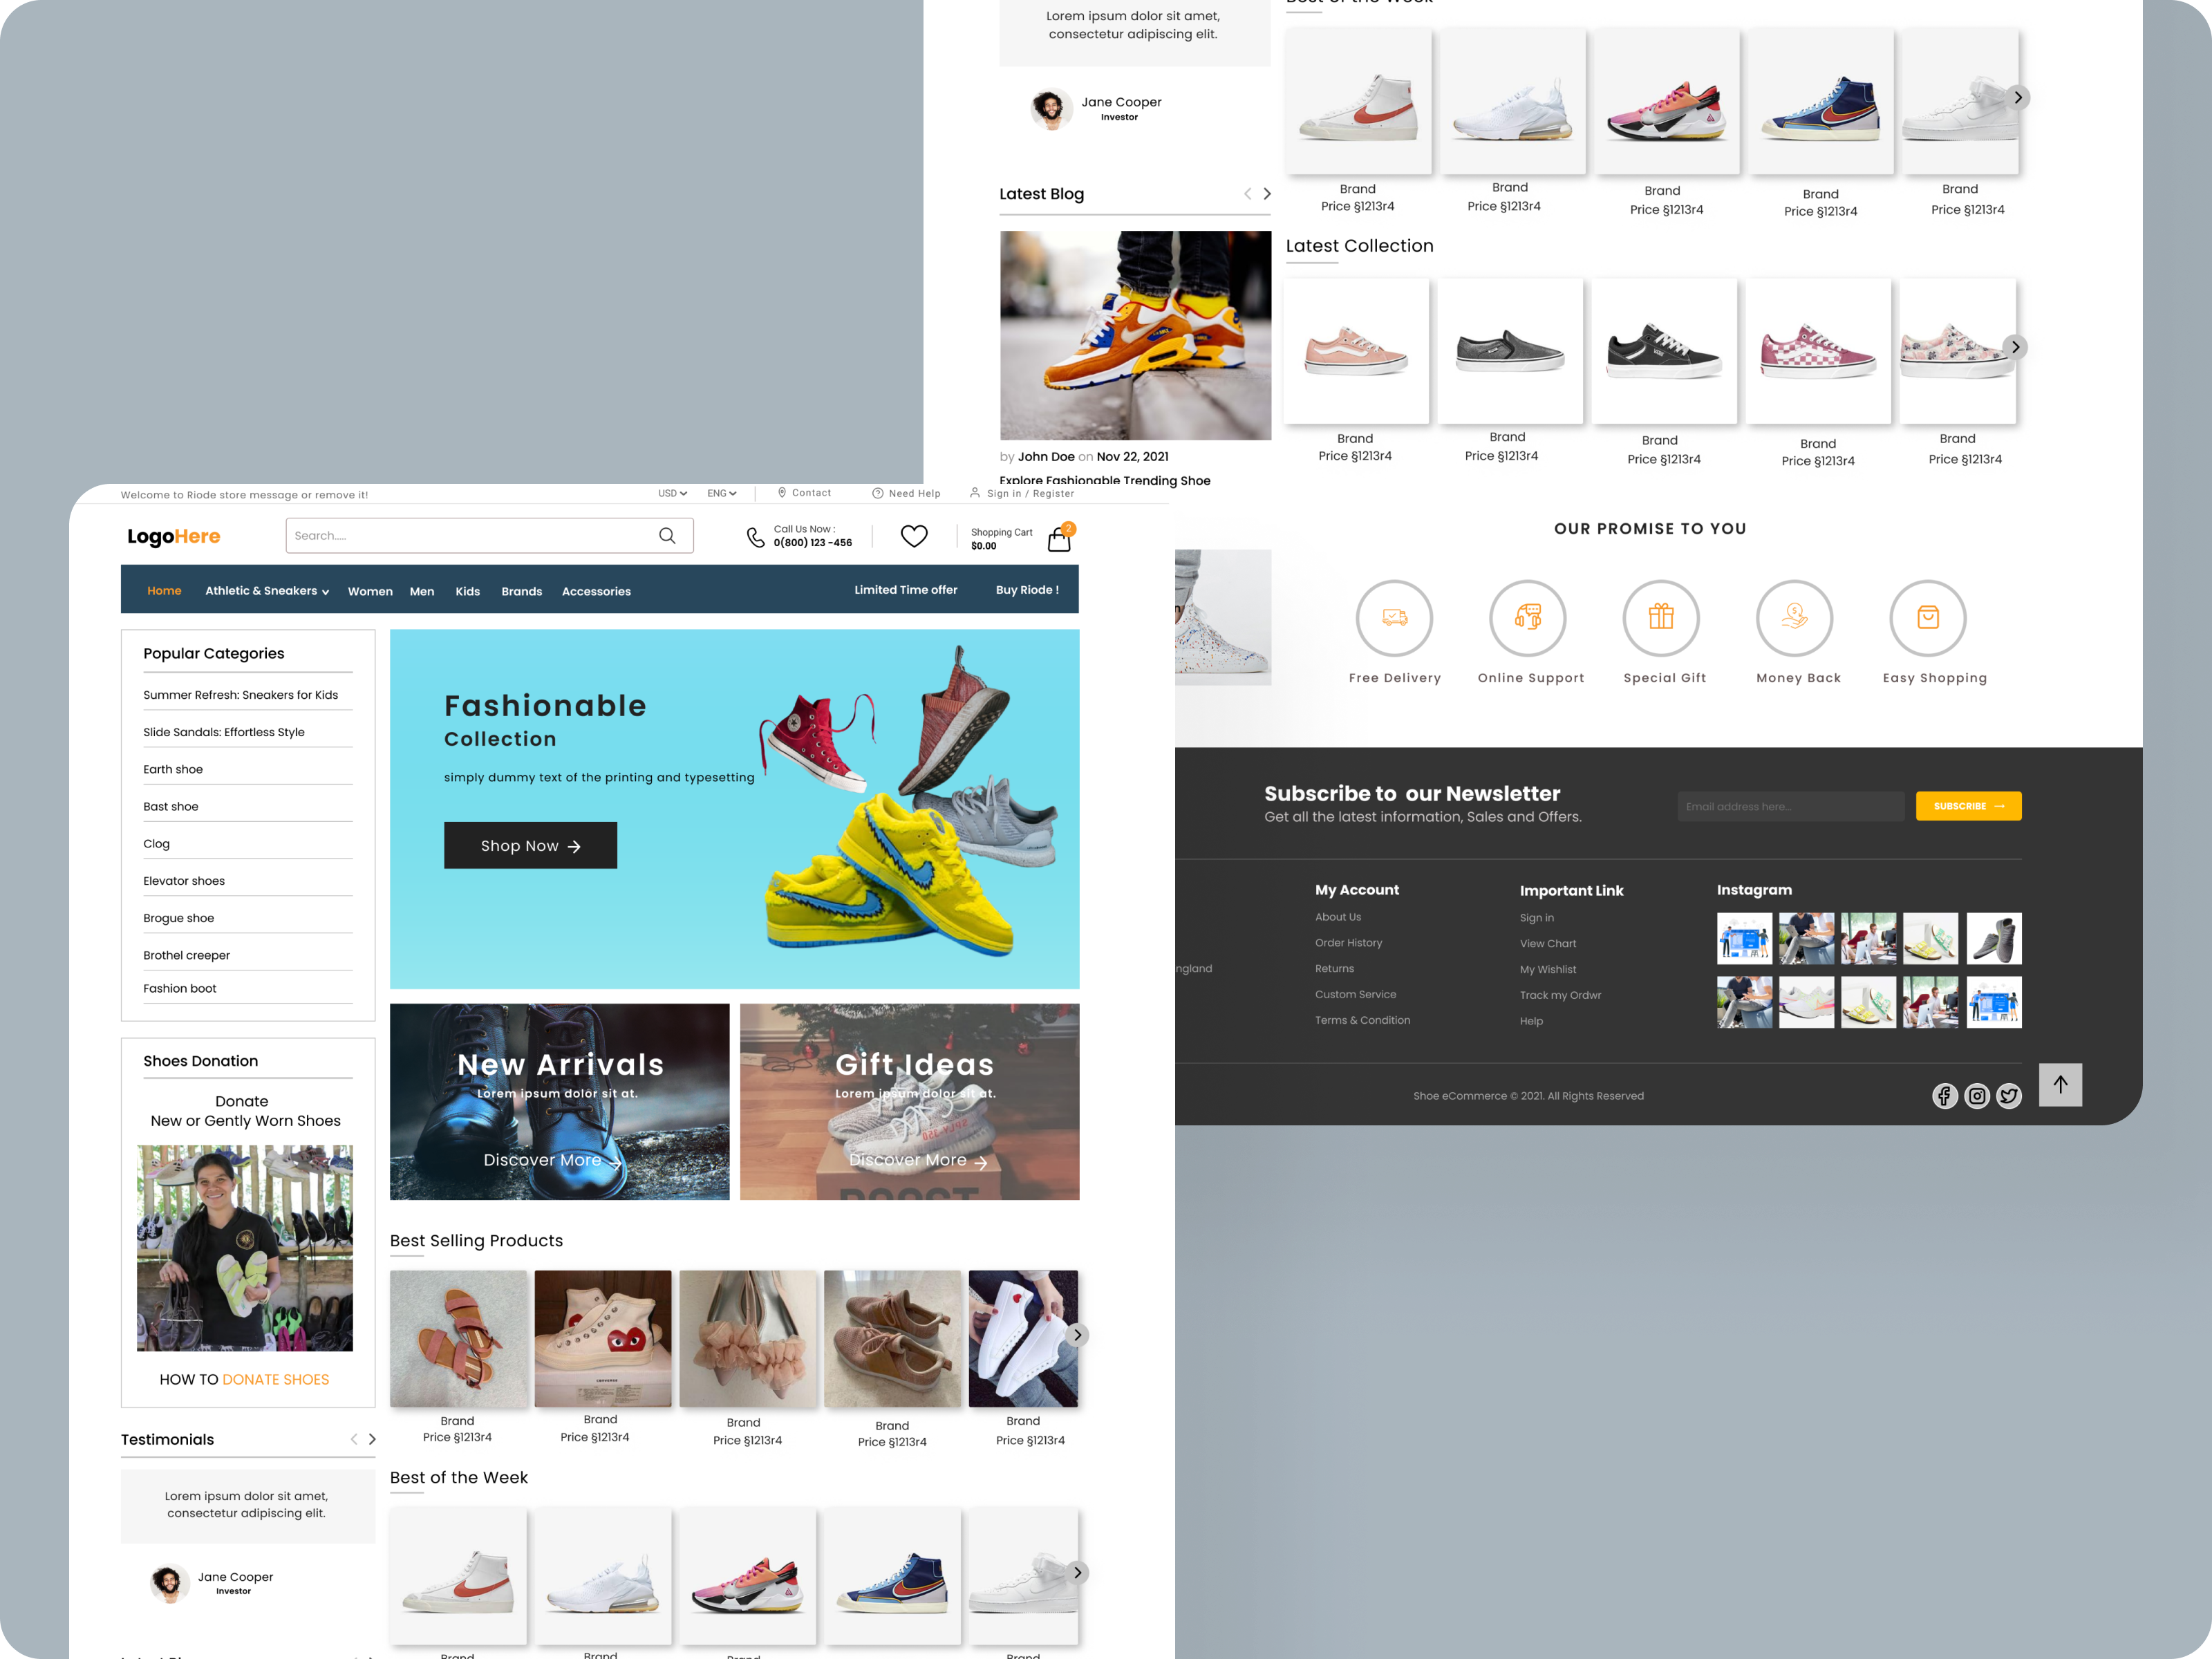 Best of the Week
Lorem ipsum dolor sit amet,
consectetur adipiscing elit.
Jane Cooper
Investor
Brand
Price §1213r4
Brand
Price §1213r4
Brand
Price §1213r4
Brand
Price §1213r4
Brand
Price §1213r4
Latest Blog
Latest Collection
Brand
Price §1213r4
Brand
Price §1213r4
Brand
Price §1213r4
Brand
Price §1213r4
Brand
Price §1213r4
by John Doe on Nov 22, 2021
Explore Fashionable Trending Shoe
OUR PROMISE TO YOU
Free Delivery
Online Support
Special Gift
Money Back
Easy Shopping
Subscribe to our Newsletter
Get all the latest information, Sales and Offers.
Email address here...
SUBSCRIBE
My Account
About Us
Order History
Returns
Custom Service
Terms & Condition
Important Link
Sign in
View Chart
My Wishlist
Track my Ordwr
Help
Instagram
ngland
Shoe eCommerce © 2021. All Rights Reserved
Welcome to Riode store message or remove it!
USD
ENG
Contact
Need Help
Sign in / Register
LogoHere
Search.....
Call Us Now :
0(800) 123 -456
Shopping Cart
$0.00
2
Home
Athletic & Sneakers
Women
Men
Kids
Brands
Accessories
Limited Time offer
Buy Riode !
Popular Categories
Summer Refresh: Sneakers for Kids
Slide Sandals: Effortless Style
Earth shoe
Bast shoe
Clog
Elevator shoes
Brogue shoe
Brothel creeper
Fashion boot
Fashionable
Collection
simply dummy text of the printing and typesetting
Shop Now
New Arrivals
Lorem ipsum dolor sit at.
Discover More
Gift Ideas
Lorem ipsum dolor sit at.
Discover More
BOOST
Shoes Donation
Donate
New or Gently Worn Shoes
HOW TO DONATE SHOES
Best Selling Products
Brand
Price §1213r4
Brand
Price §1213r4
Brand
Price §1213r4
Brand
Price §1213r4
Brand
Price §1213r4
Testimonials
Lorem ipsum dolor sit amet,
consectetur adipiscing elit.
Jane Cooper
Investor
Best of the Week
Brand
Brand
Brand
Brand